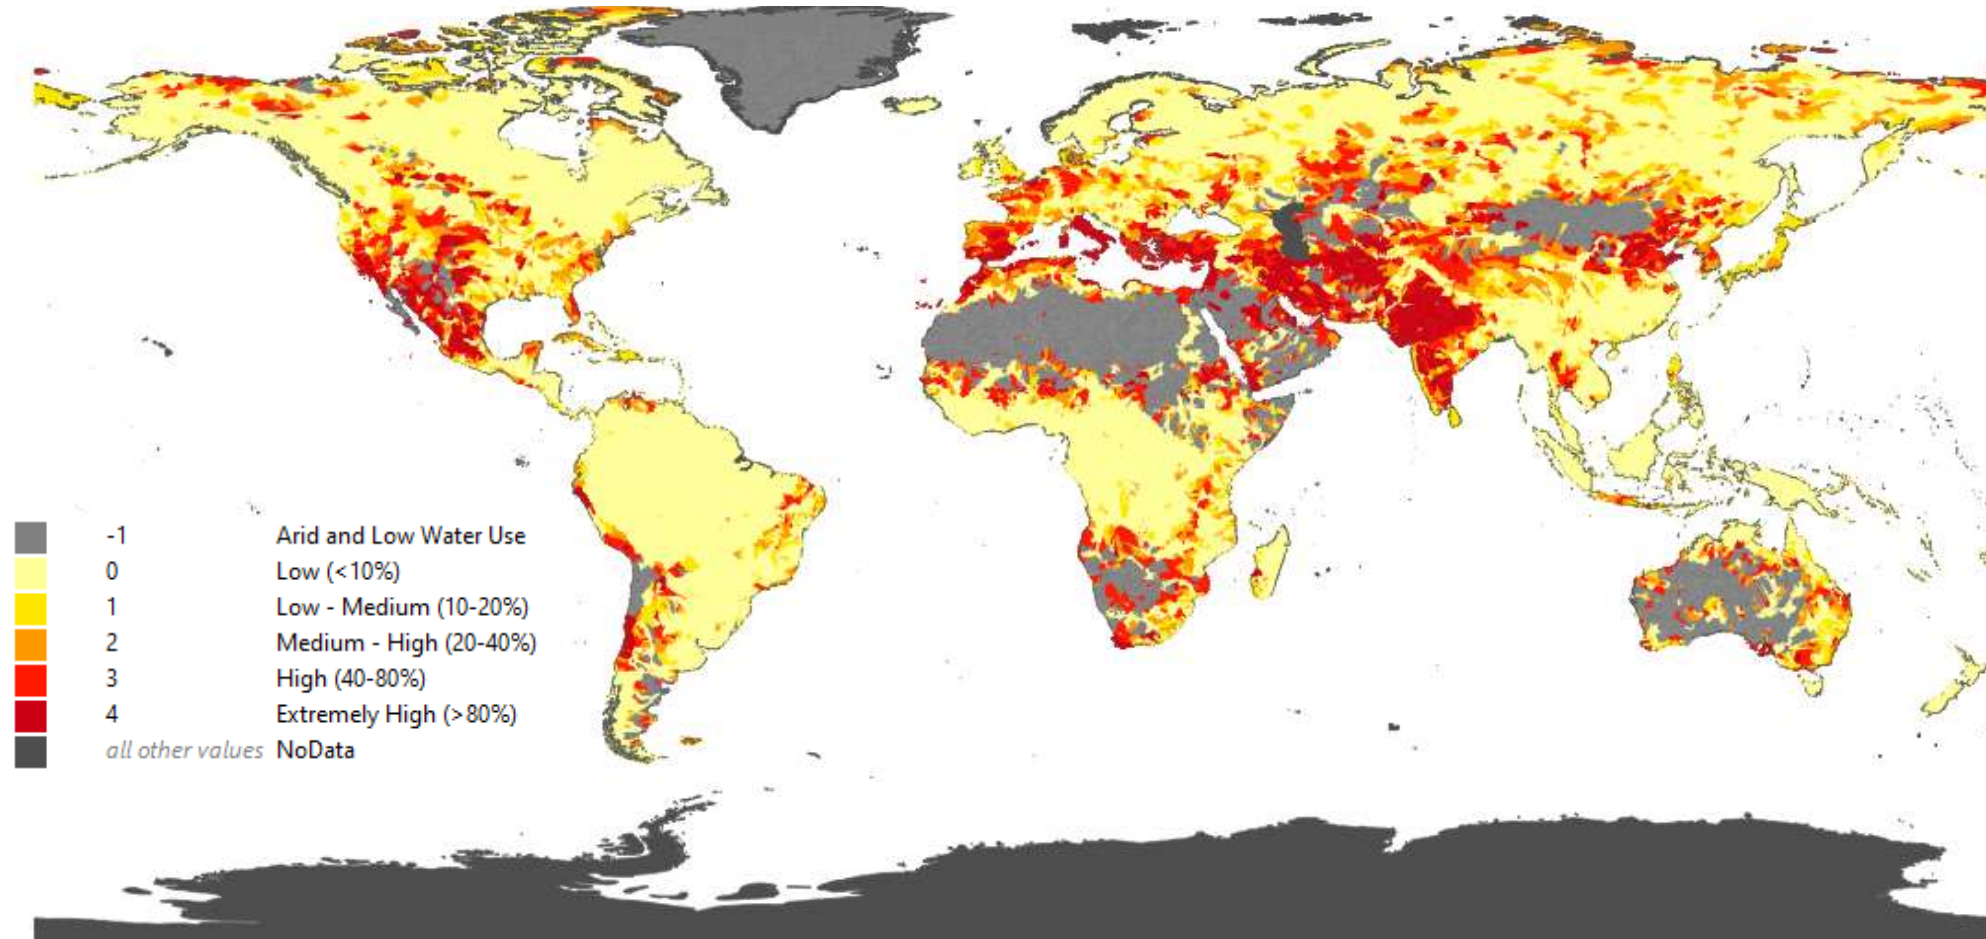 -1 Arid and Low Water Use
0 Low (<10%)
1 Low - Medium (10-20%)
2 Medium - High (20-40%)
3 High (40-80%)
4 Extremely High (>80%)
all other values NoData